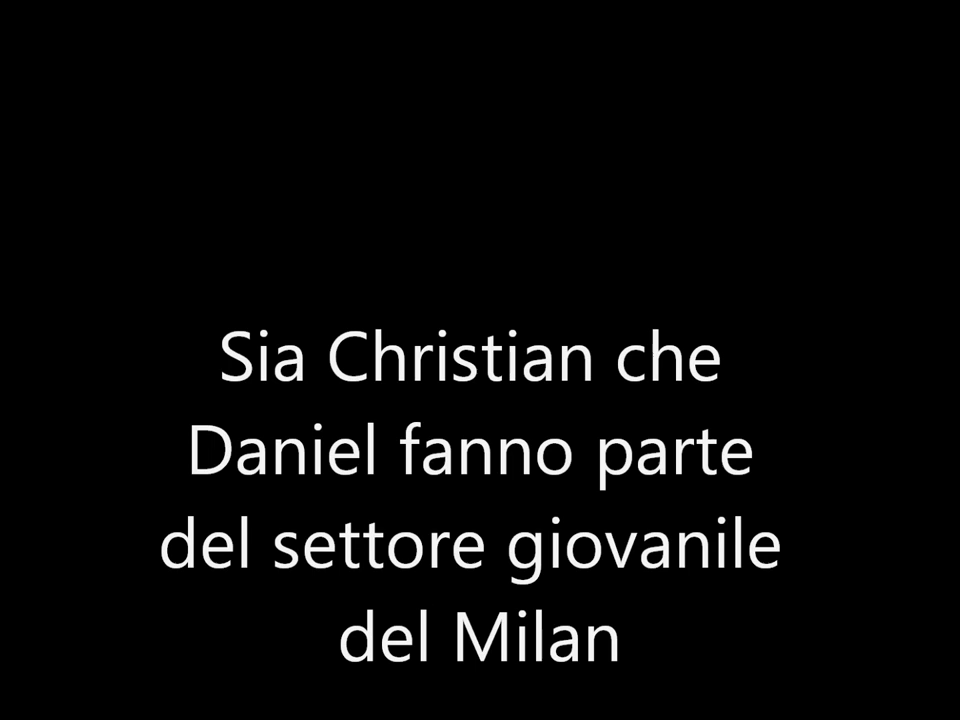 Sia Christian che
Daniel fanno parte
del settore giovanile
del Milan